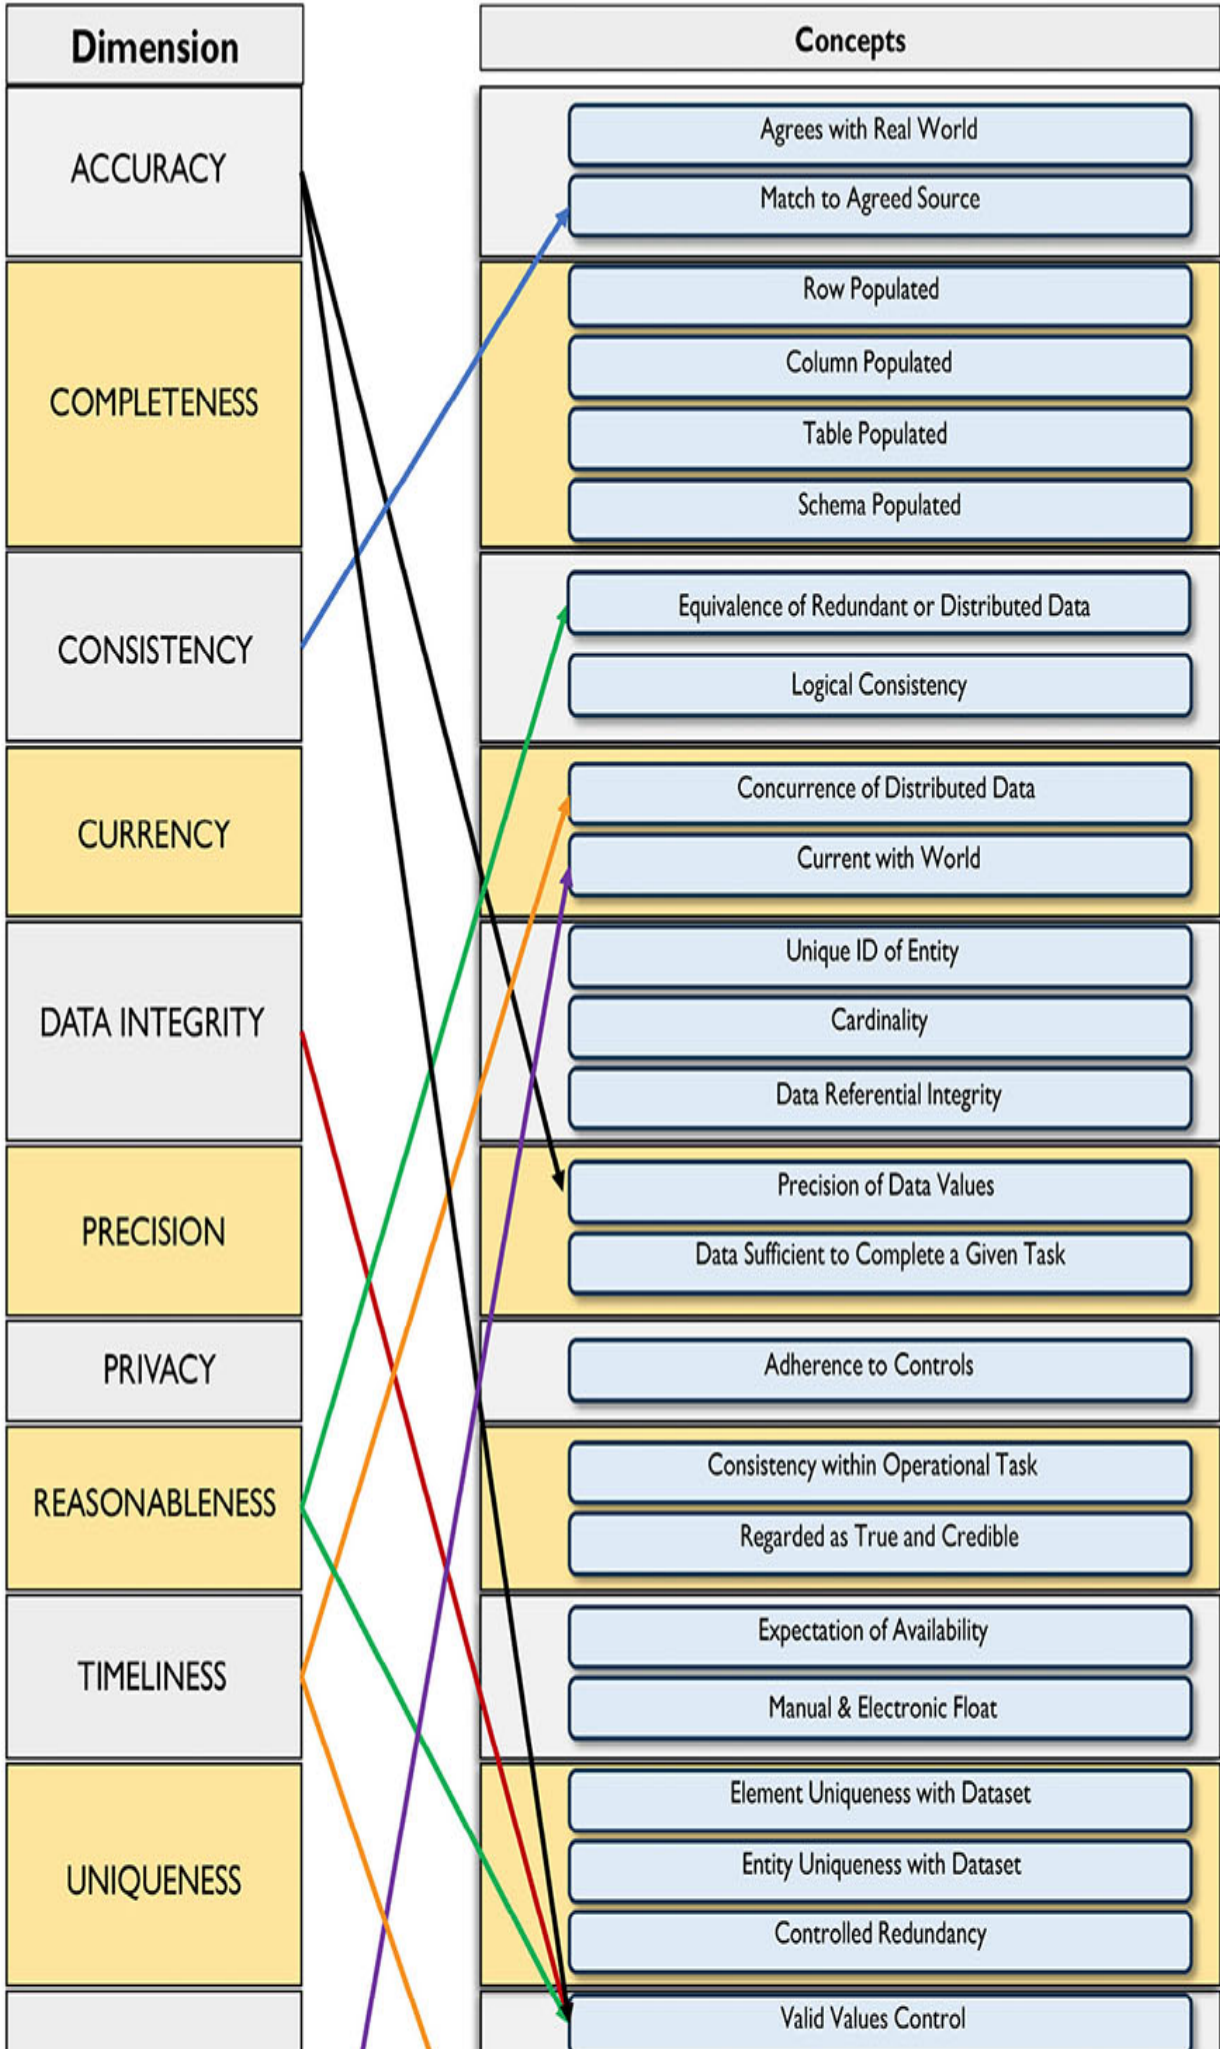 Dimension
Concepts
ACCURACY
Agrees with Real World
Match to Agreed Source
COMPLETENESS
Row Populated
Column Populated
Table Populated
Schema Populated
CONSISTENCY
Equivalence of Redundant or Distributed Data
Logical Consistency
CURRENCY
Concurrence of Distributed Data
Current with World
DATA INTEGRITY
Unique ID of Entity
Cardinality
Data Referential Integrity
PRECISION
Precision of Data Values
Data Sufficient to Complete a Given Task
PRIVACY
Adherence to Controls
REASONABLENESS
Consistency within Operational Task
Regarded as True and Credible
TIMELINESS
Expectation of Availability
Manual & Electronic Float
UNIQUENESS
Element Uniqueness with Dataset
Entity Uniqueness with Dataset
Controlled Redundancy
Valid Values Control